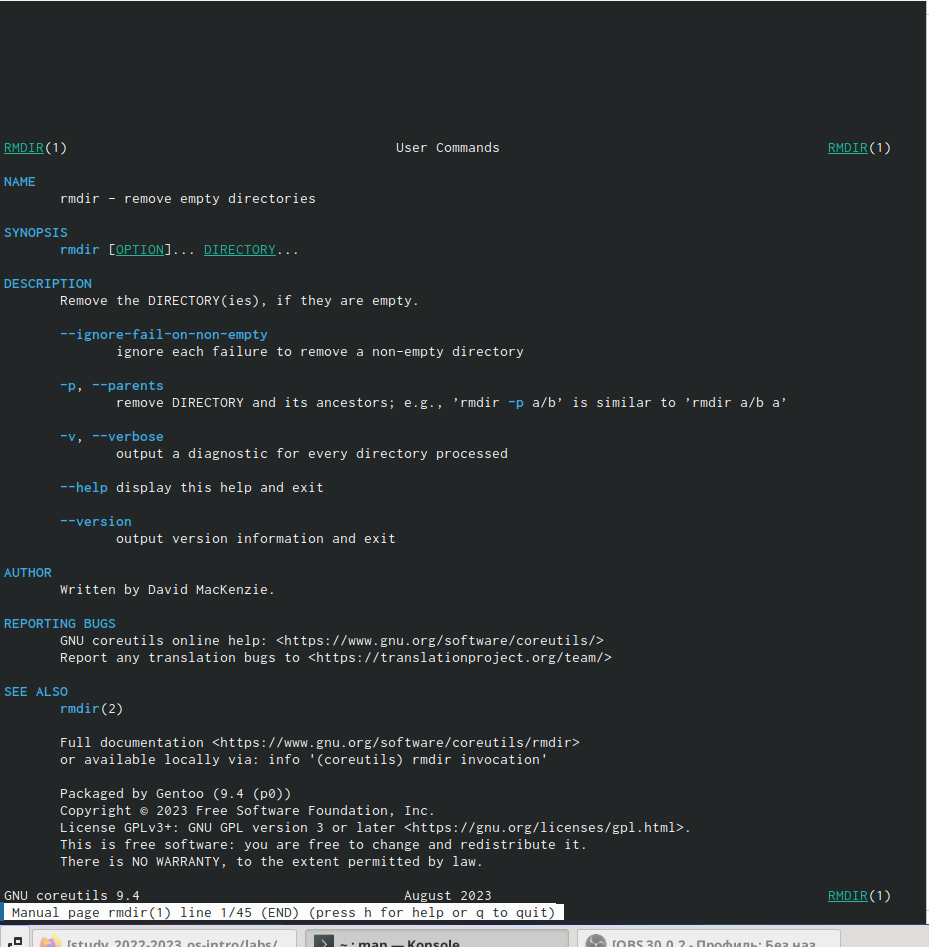 RMDIR(1) User Commands RMDIR(1)
NAME
rmdir - remove empty directories
SYNOPSIS
rmdir [OPTION]... DIRECTORY...
DESCRIPTION
Remove the DIRECTORY(ies), if they are empty.
--ignore-fail-on-non-empty
ignore each failure to remove a non-empty directory
-p, --parents
remove DIRECTORY and its ancestors; e.g., ’rmdir -p a/b’ is similar to ’rmdir a/b a’
-v, --verbose
output a diagnostic for every directory processed
--help display this help and exit
--version
output version information and exit
AUTHOR
Written by David MacKenzie.
REPORTING BUGS
GNU coreutils online help: <https://www.gnu.org/software/coreutils/>
Report any translation bugs to <https://translationproject.org/team/>
SEE ALSO
rmdir(2)
Full documentation <https://www.gnu.org/software/coreutils/rmdir>
or available locally via: info '(coreutils) rmdir invocation'
Packaged by Gentoo (9.4 (p0))
Copyright © 2023 Free Software Foundation, Inc.
License GPLv3+: GNU GPL version 3 or later <https://gnu.org/licenses/gpl.html>.
This is free software: you are free to change and redistribute it.
There is NO WARRANTY, to the extent permitted by law.
GNU coreutils 9.4 August 2023 RMDIR(1)
Manual page rmdir(1) line 1/45 (END) (press h for help or q to quit)
[study_2022-2023_os-intro/labs/ ~ : man — Konsole [OBS 30.0.2 - Профиль: Без наз